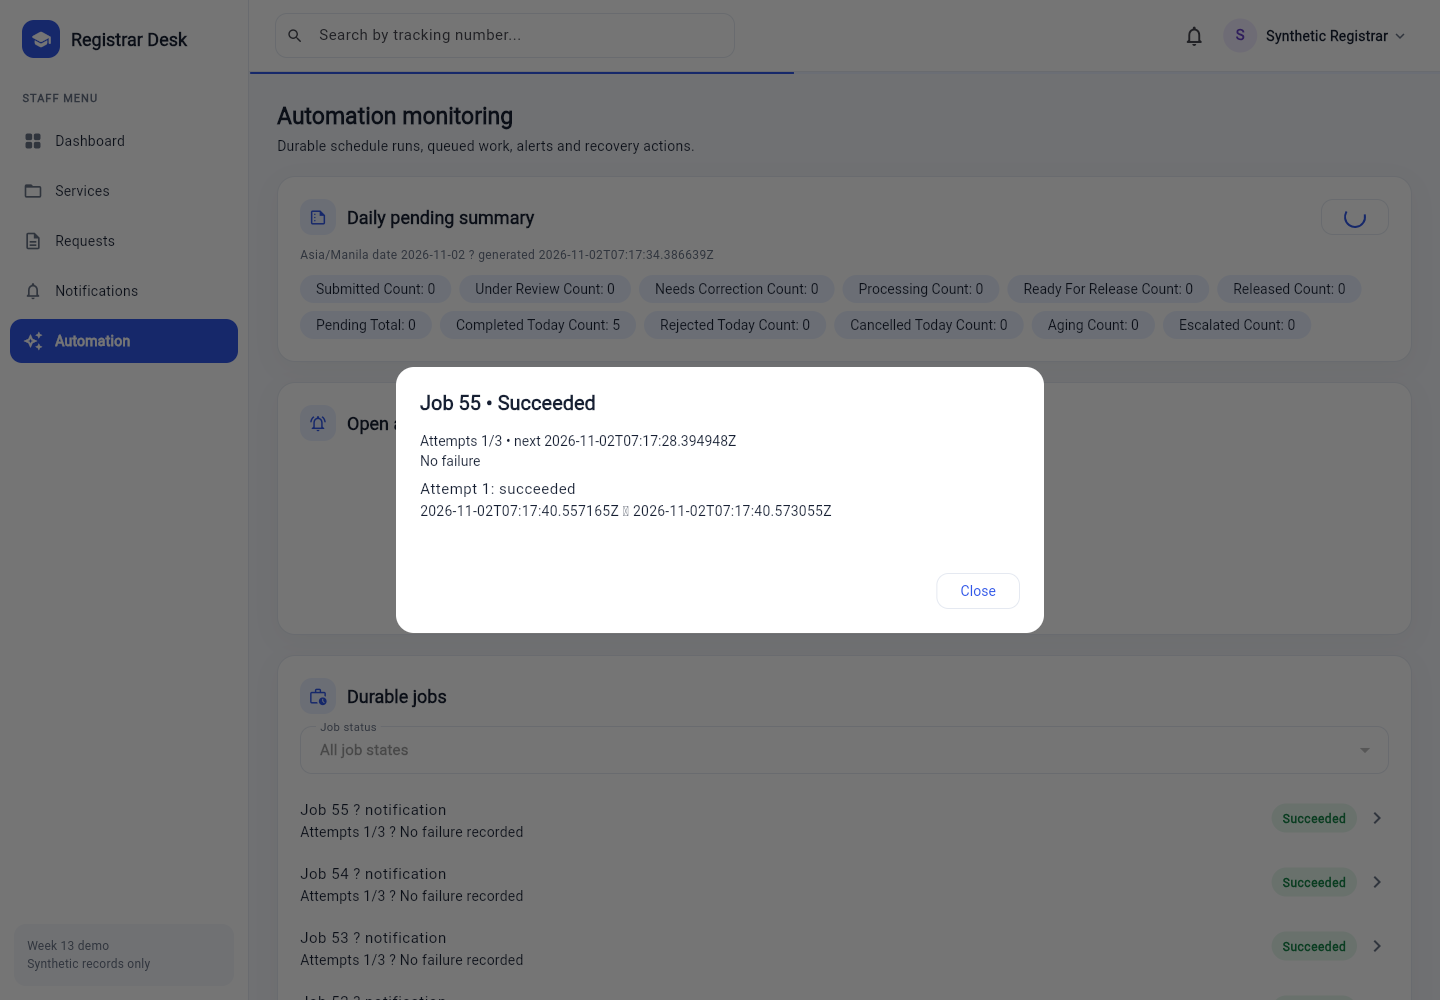 Registrar Desk
Search by tracking number...
S
Synthetic Registrar
STAFF MENU
Dashboard
Services
Requests
Notifications
Automation
Automation monitoring
Durable schedule runs, queued work, alerts and recovery actions.
Daily pending summary
Asia/Manila date 2026-11-02 ? generated 2026-11-02T07:17:34.386639Z
Submitted Count: 0
Under Review Count: 0
Needs Correction Count: 0
Processing Count: 0
Ready For Release Count: 0
Released Count: 0
Pending Total: 0
Completed Today Count: 5
Rejected Today Count: 0
Cancelled Today Count: 0
Aging Count: 0
Escalated Count: 0
Open
Job 55 • Succeeded
Attempts 1/3 • next 2026-11-02T07:17:28.394948Z
No failure
Attempt 1: succeeded
2026-11-02T07:17:40.557165Z 2026-11-02T07:17:40.573055Z
Close
Durable jobs
Job status
All job states
Job 55 ? notification
Attempts 1/3 ? No failure recorded
Succeeded
Job 54 ? notification
Attempts 1/3 ? No failure recorded
Succeeded
Job 53 ? notification
Attempts 1/3 ? No failure recorded
Succeeded
Week 13 demo
Synthetic records only